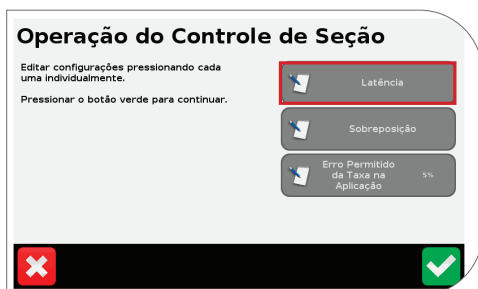 Operação do Controle de Seção
Editar configurações pressionando cada
uma individualmente.
Pressionar o botão verde para continuar.
Latência
Sobreposição
Erro Permitido
da Taxa na
Aplicação
5%